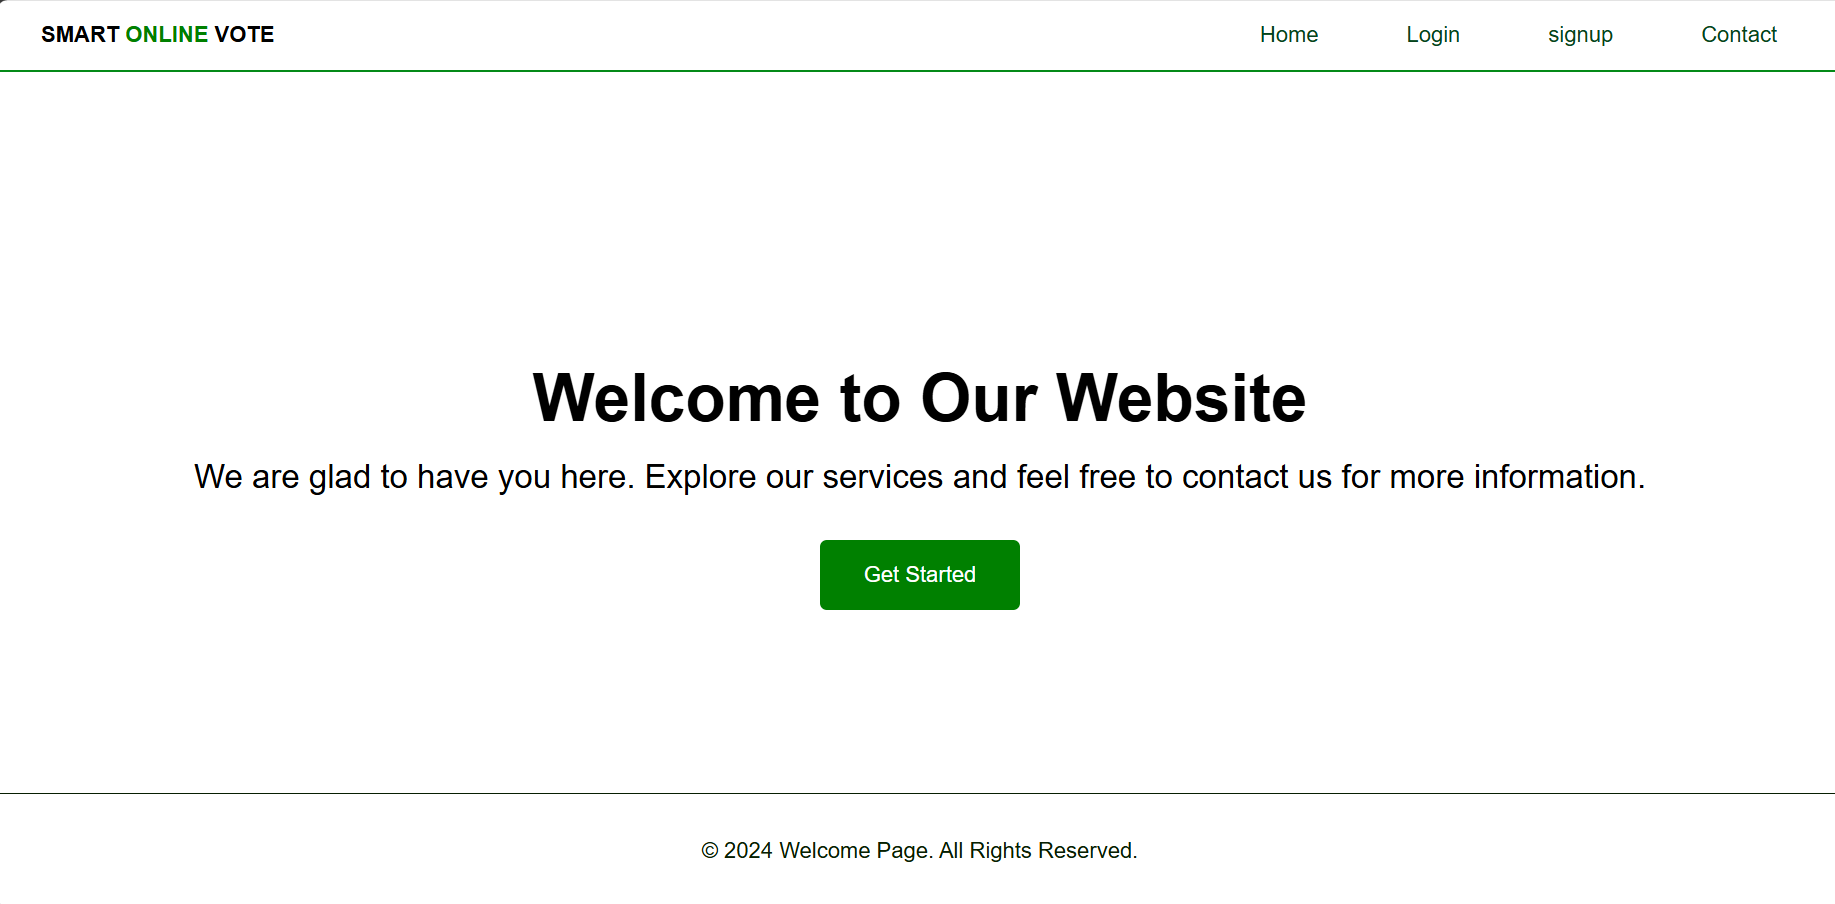 SMART ONLINE VOTE
Home Login signup Contact
Welcome to Our Website
We are glad to have you here. Explore our services and feel free to contact us for more information.
Get Started
© 2024 Welcome Page. All Rights Reserved.